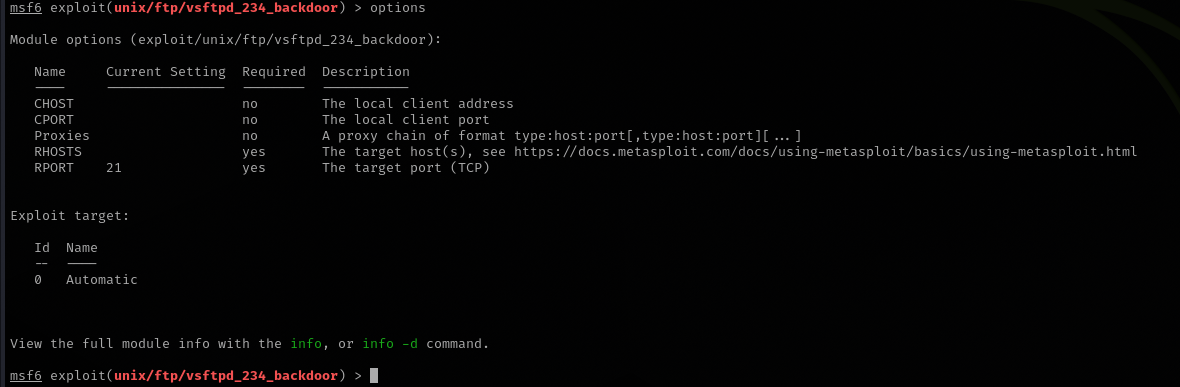 msf6 exploit(unix/ftp/vsftpd_234_backdoor) > options
Module options (exploit/unix/ftp/vsftpd_234_backdoor):
Name Current Setting Required Description
---- --------------- -------- -----------
CHOST no The local client address
CPORT no The local client port
Proxies no A proxy chain of format type:host:port[,type:host:port][...]
RHOSTS yes The target host(s), see https://docs.metasploit.com/docs/using-metasploit/basics/using-metasploit.html
RPORT 21 yes The target port (TCP)
Exploit target:
Id Name
-- ----
0 Automatic
View the full module info with the info, or info -d command.
msf6 exploit(unix/ftp/vsftpd_234_backdoor) >